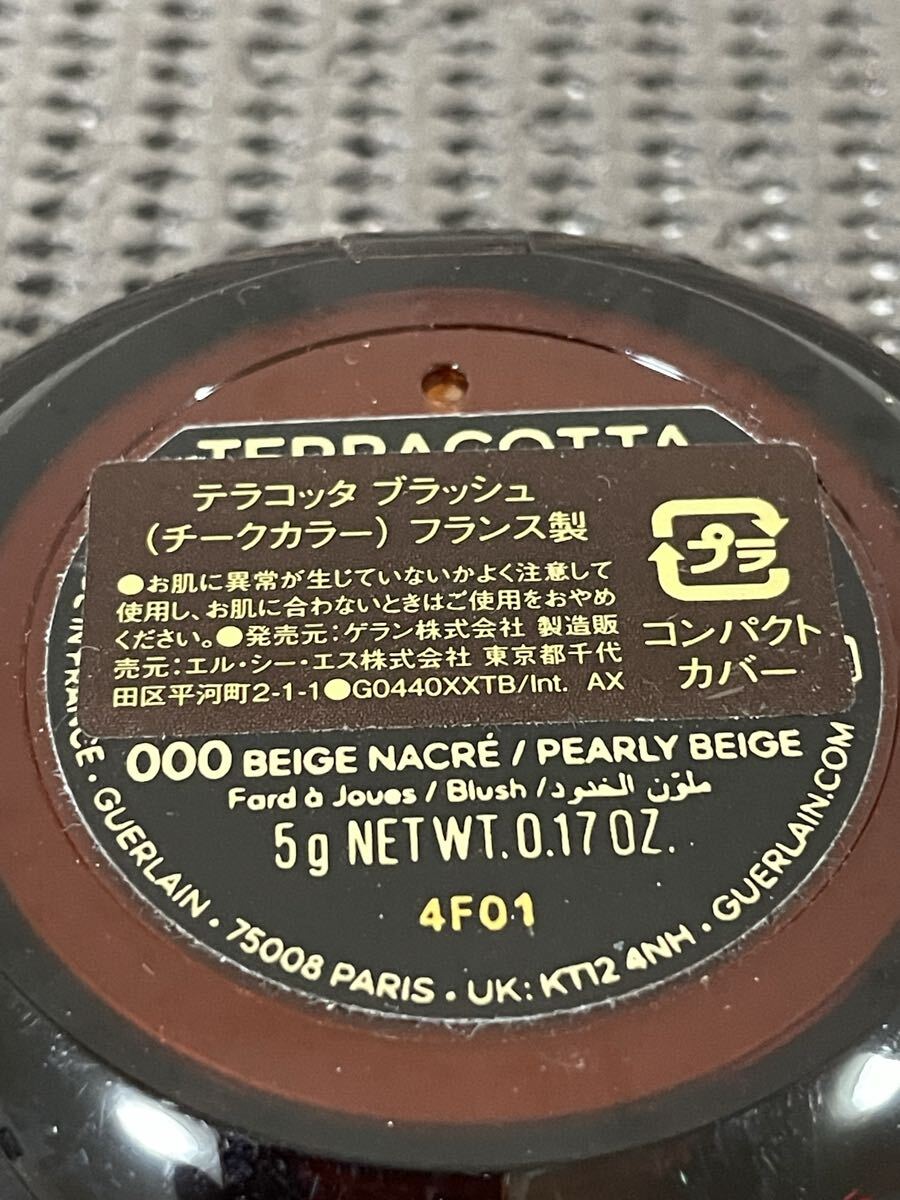 TERRACOTTA
テラコッタ ブラッシュ
(チークカラー) フランス製
●お肌に異常が生じていないかよく注意して
使用し、お肌に合わないときはご使用をおやめ
ください。●発売元:ゲラン株式会社 製造販
売元:エル・シー・エス株式会社 東京都千代
田区平河町2-1-1●G0440XXTB/Int. AX
プラ
コンパクト
カバー
000 BEIGE NACRÉ / PEARLY BEIGE
Fard à Joues / Blush / ملوّن الخدود
5g NET WT. 0.17 OZ.
4F01
IN FRANCE · GUERLAIN · 75008 PARIS · UK: KT12 4NH · GUERLAIN.COM